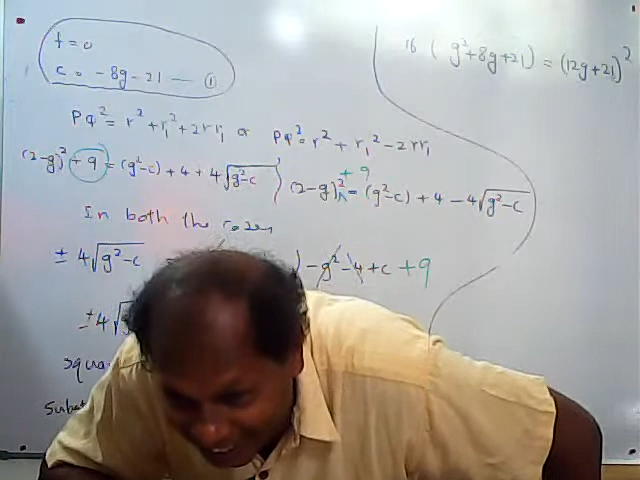 f = 0
c = -8g - 21 — ①
PQ² = r² + r₁² + 2rr₁ or PQ² = r² + r₁² - 2rr₁
(2-g)² + 9 = (g²-c) + 4 + 4√(g²-c)
(2-g)² + 9 = (g²-c) + 4 - 4√(g²-c)
In both the cases
± 4√(g²-c) ) - g² - 4 + c + 9
± 4√
squa
Subst
16 (g² + 8g + 21) = (12g + 21)²